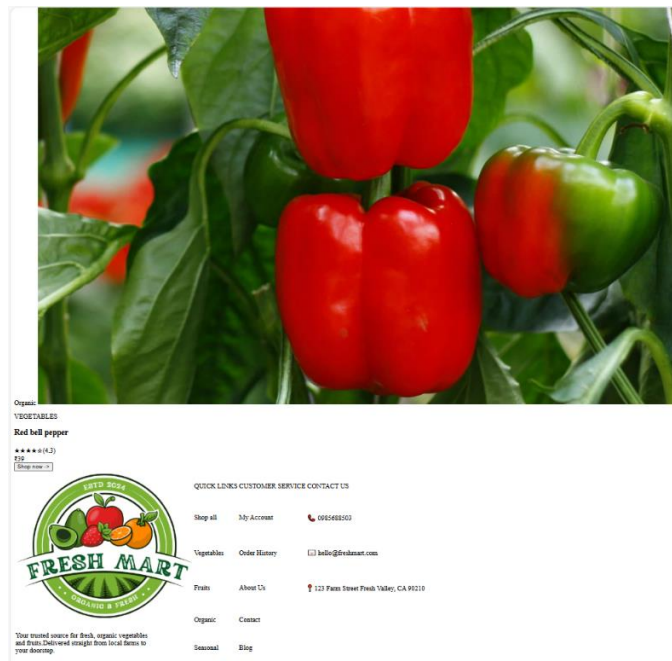 Organic
VEGETABLES
Red bell pepper
★★★★☆(4.3)
₹39
Shop now ->
ESTD 2024
FRESH MART
ORGANIC & FRESH
Your trusted source for fresh, organic vegetables
and fruits.Delivered straight from local farms to
your doorstep.
QUICK LINKS CUSTOMER SERVICE CONTACT US
Shop all My Account 0985688503
Vegetables Order History hello@freshmart.com
Fruits About Us 123 Farm Street Fresh Valley, CA 90210
Organic Contact
Seasonal Blog